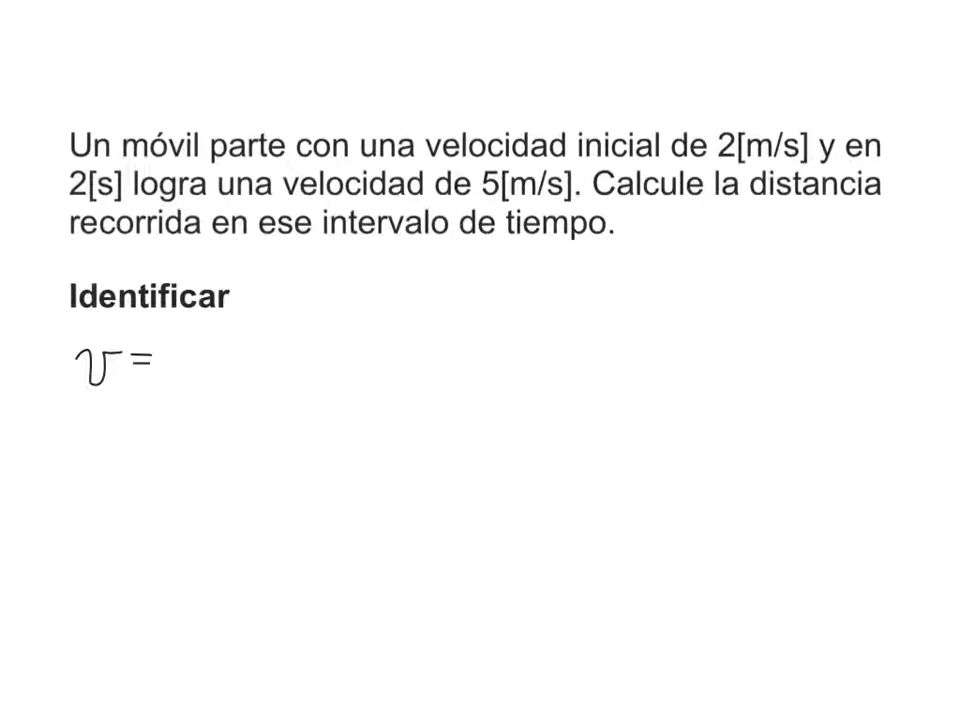 Un móvil parte con una velocidad inicial de 2[m/s] y en
2[s] logra una velocidad de 5[m/s]. Calcule la distancia
recorrida en ese intervalo de tiempo.
Identificar
v =